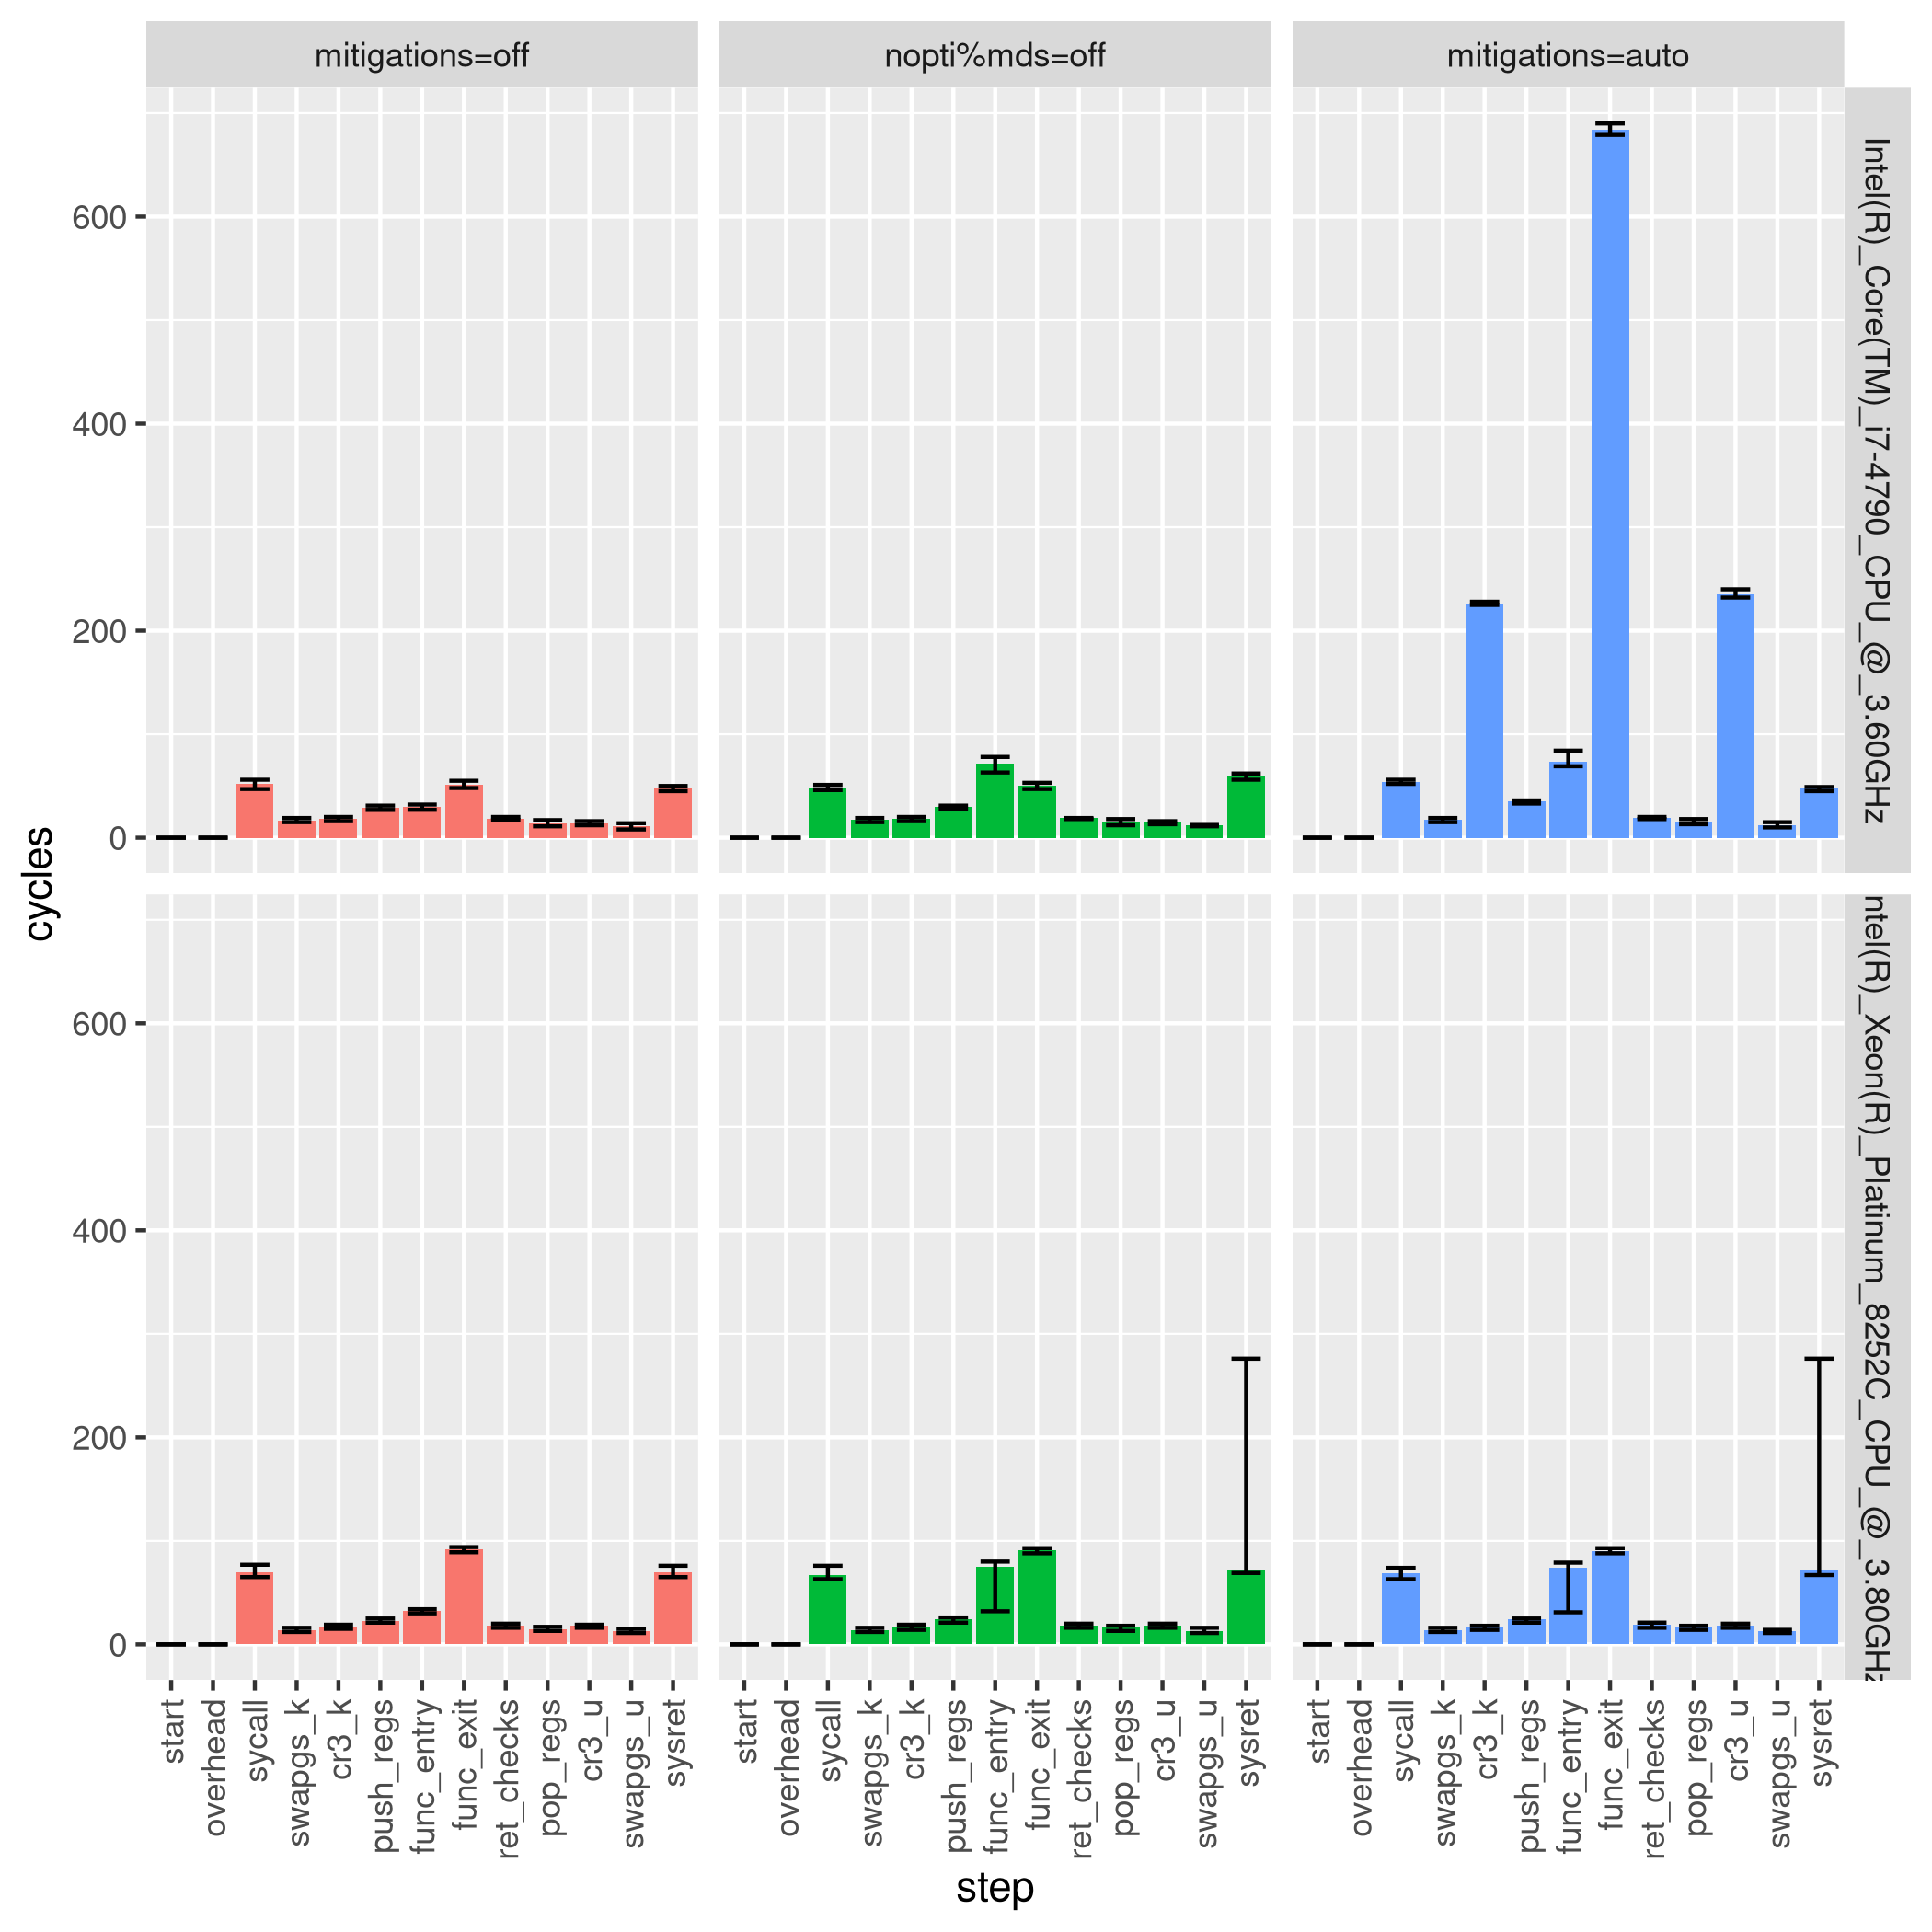 mitigations=off
nopti%mds=off
mitigations=auto
Intel(R)_Core(TM)_i7-4790_CPU_@_3.60GHz
ntel(R)_Xeon(R)_Platinum_8252C_CPU_@_3.80GHz
cycles
600
400
200
0
600
400
200
0
start
overhead
sycall
swapgs_k
cr3_k
push_regs
func_entry
func_exit
ret_checks
pop_regs
cr3_u
swapgs_u
sysret
start
overhead
sycall
swapgs_k
cr3_k
push_regs
func_entry
func_exit
ret_checks
pop_regs
cr3_u
swapgs_u
sysret
start
overhead
sycall
swapgs_k
cr3_k
push_regs
func_entry
func_exit
ret_checks
pop_regs
cr3_u
swapgs_u
sysret
step